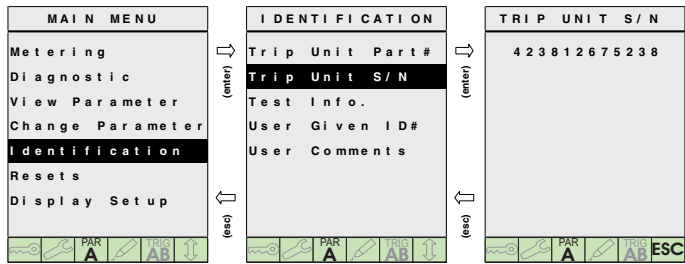 MAIN MENU
Metering
Diagnostic
View Parameter
Change Parameter
Identification
Resets
Display Setup
PAR
A
TRIG
AB
(enter)
(esc)
IDENTIFICATION
Trip Unit Part#
Trip Unit S/N
Test Info.
User Given ID#
User Comments
PAR
A
TRIG
AB
(enter)
(esc)
TRIP UNIT S/N
423812675238
PAR
A
TRIG
AB
ESC